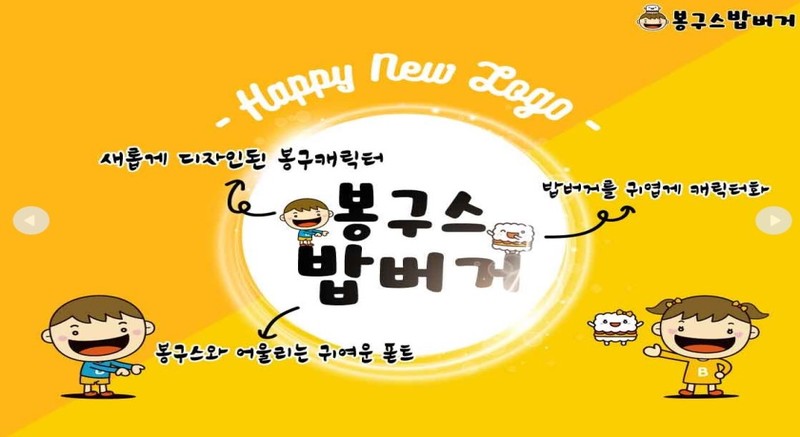 봉구스밥버거
- Happy New Logo -
새롭게 디자인된 봉구캐릭터
밥버거를 귀엽게 캐릭터화
봉구스
밥버거
봉구스와 어울리는 귀여운 폰트
B